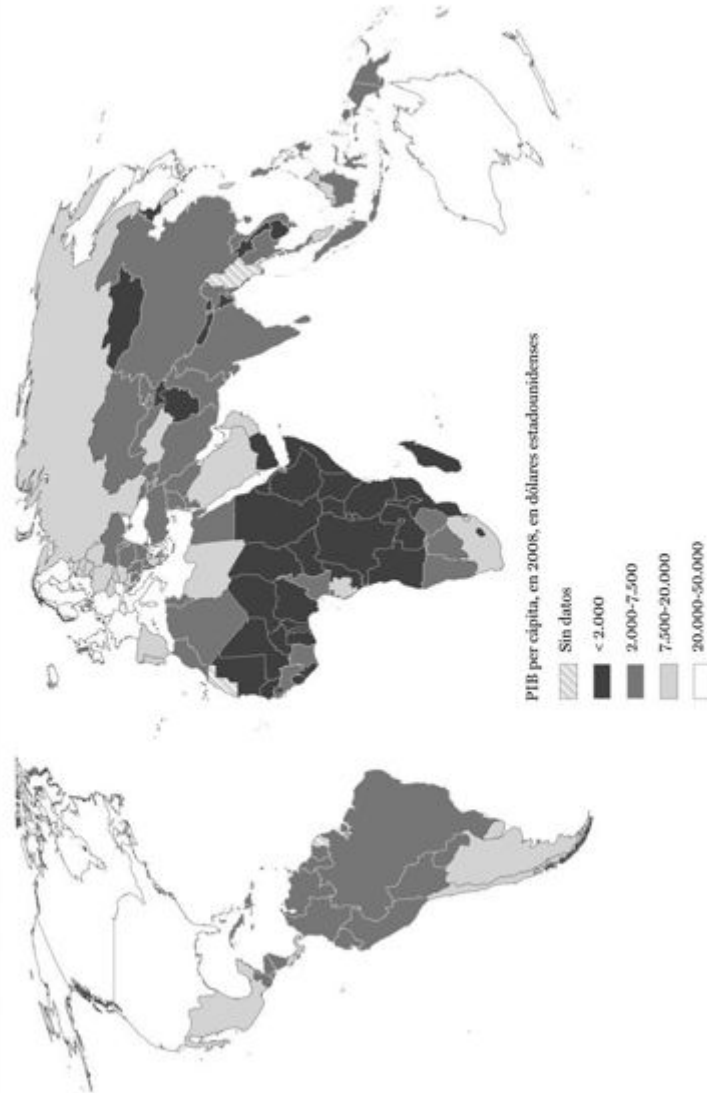 PIB per cápita, en 2008, en dólares estadounidenses
Sin datos
< 2.000
2.000-7.500
7.500-20.000
20.000-50.000